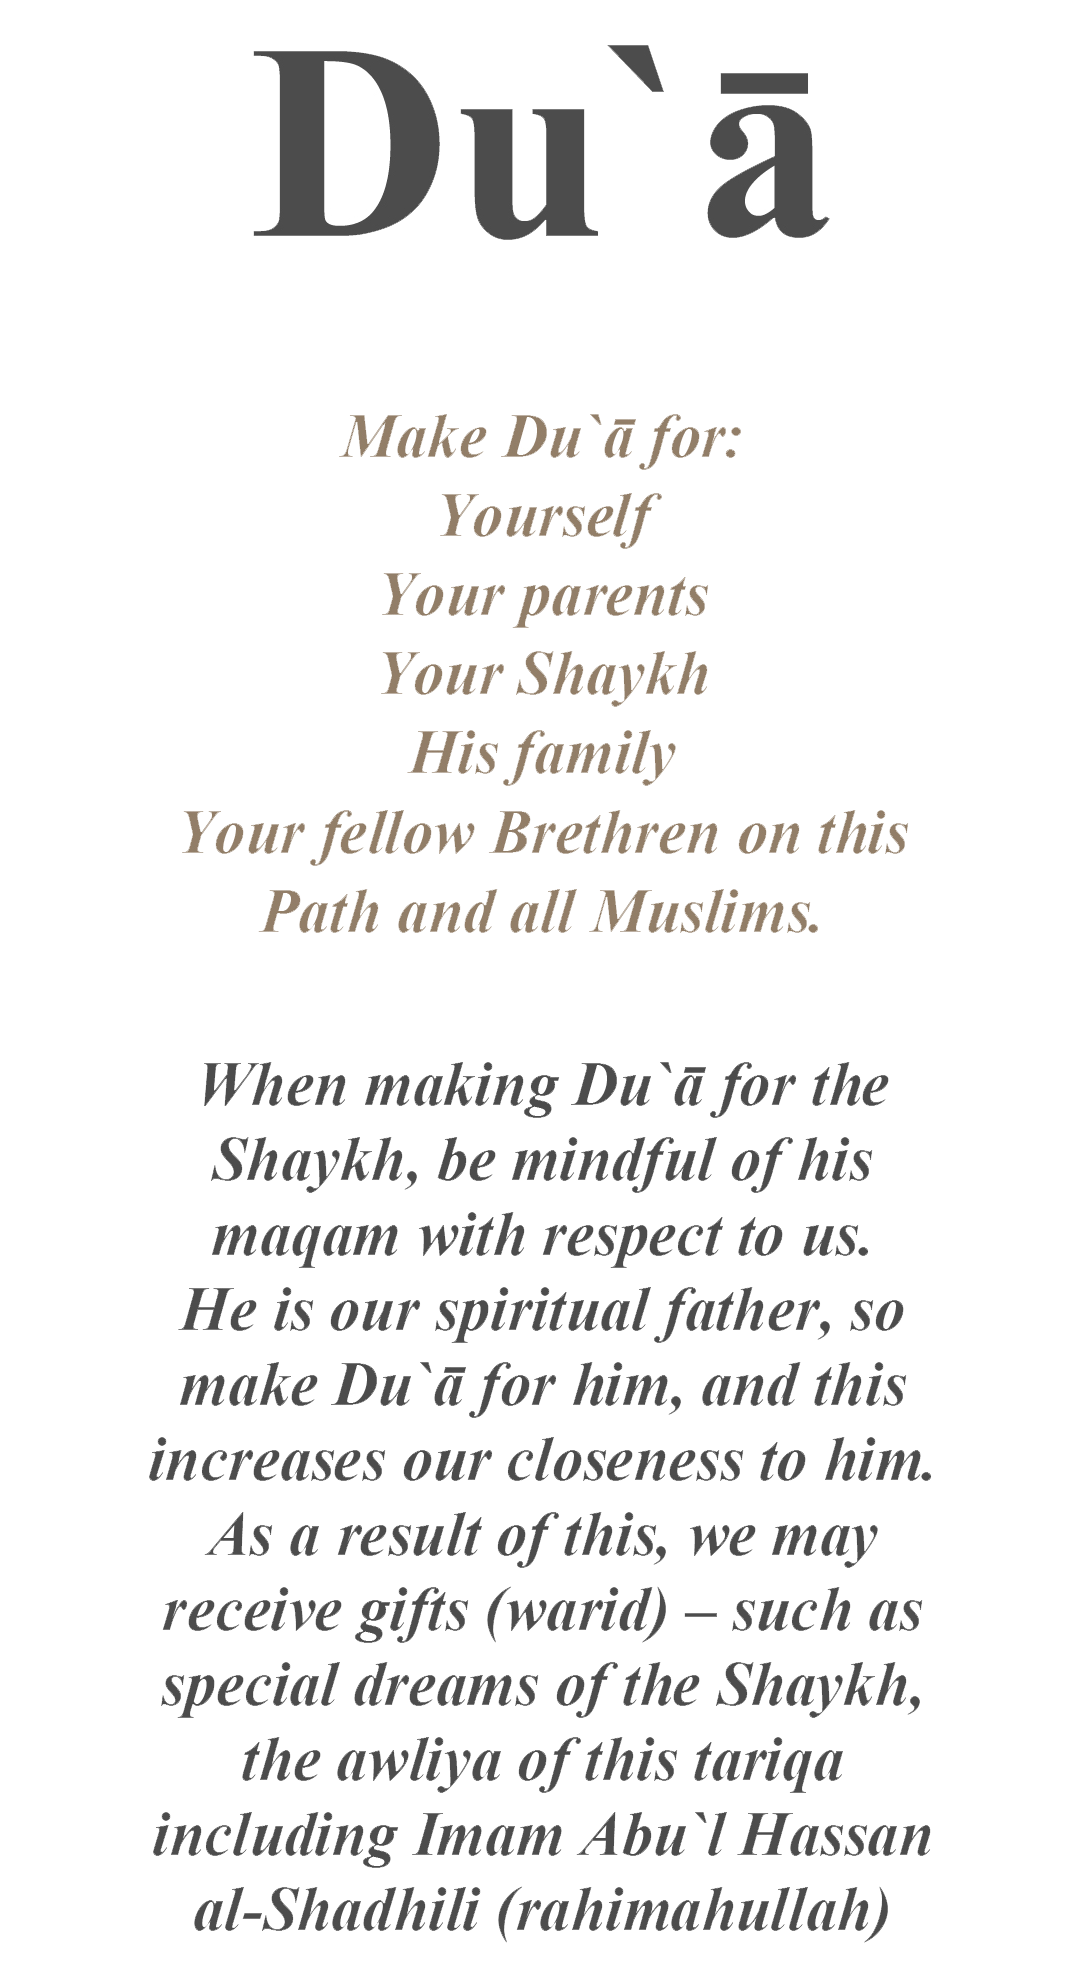 Du`ā
Make Du`ā for:
Yourself
Your parents
Your Shaykh
His family
Your fellow Brethren on this
Path and all Muslims.
When making Du`ā for the
Shaykh, be mindful of his
maqam with respect to us.
He is our spiritual father, so
make Du`ā for him, and this
increases our closeness to him.
As a result of this, we may
receive gifts (warid) – such as
special dreams of the Shaykh,
the awliya of this tariqa
including Imam Abu`l Hassan
al-Shadhili (rahimahullah)